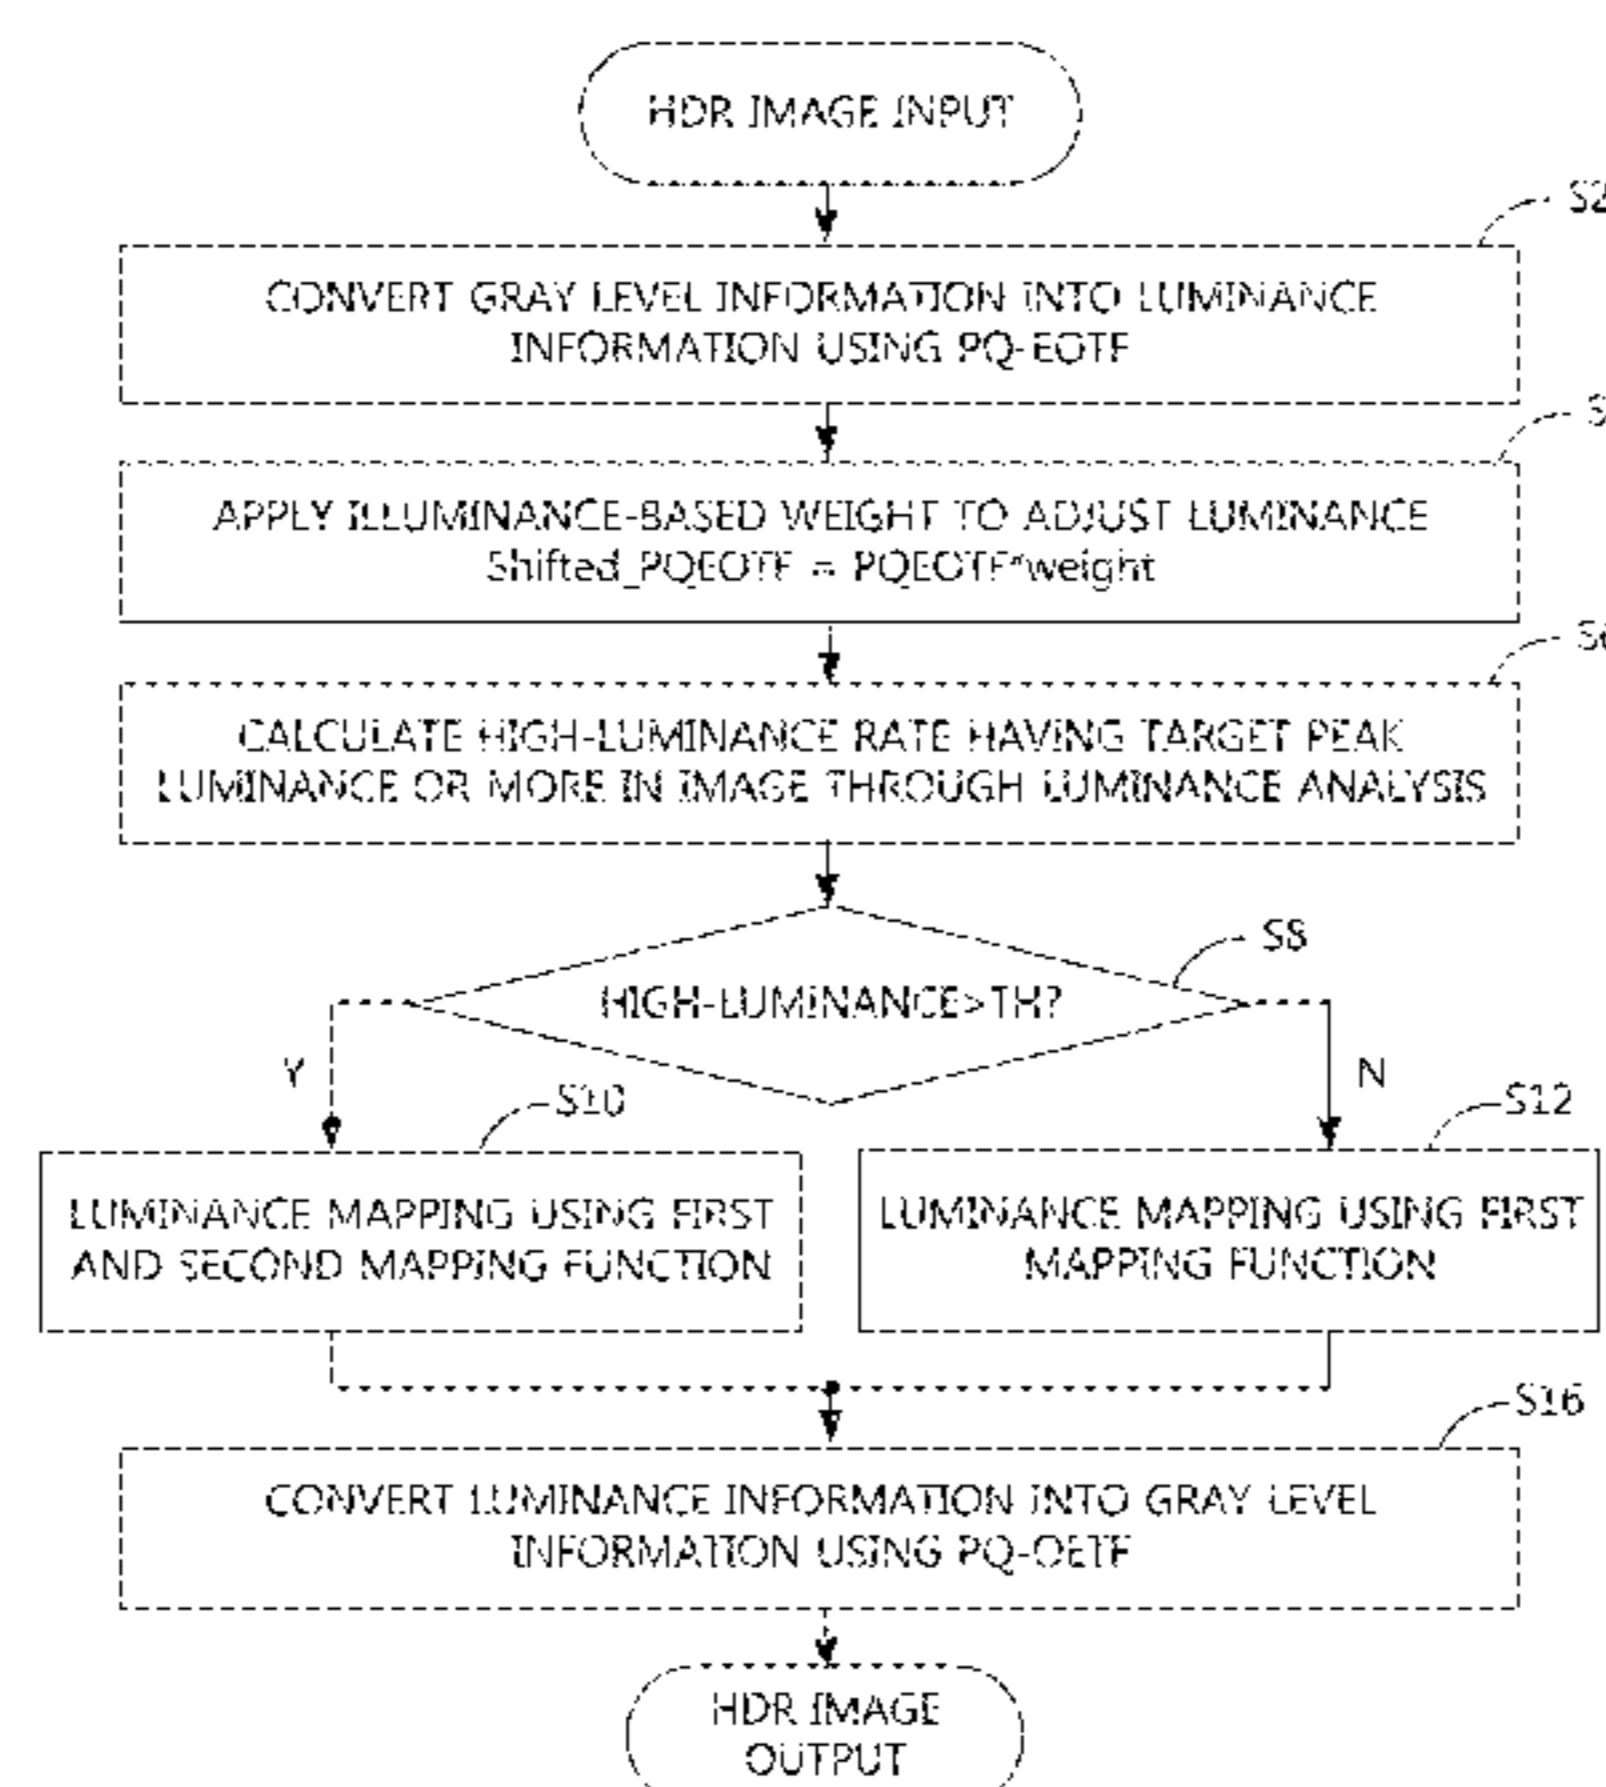 HDR IMAGE INPUT
S2
CONVERT GRAY LEVEL INFORMATION INTO LUMINANCE
INFORMATION USING PQ-EOTF
S
APPLY ILLUMINANCE-BASED WEIGHT TO ADJUST LUMINANCE
Shifted_PQEOTF = PQEOTF*weight
S6
CALCULATE HIGH-LUMINANCE RATE HAVING TARGET PEAK
LUMINANCE OR MORE IN IMAGE THROUGH LUMINANCE ANALYSIS
S8
HIGH-LUMINANCE>TH?
Y
N
S10
S12
LUMINANCE MAPPING USING FIRST
AND SECOND MAPPING FUNCTION
LUMINANCE MAPPING USING FIRST
MAPPING FUNCTION
S16
CONVERT LUMINANCE INFORMATION INTO GRAY LEVEL
INFORMATION USING PQ-OETF
HDR IMAGE
OUTPUT